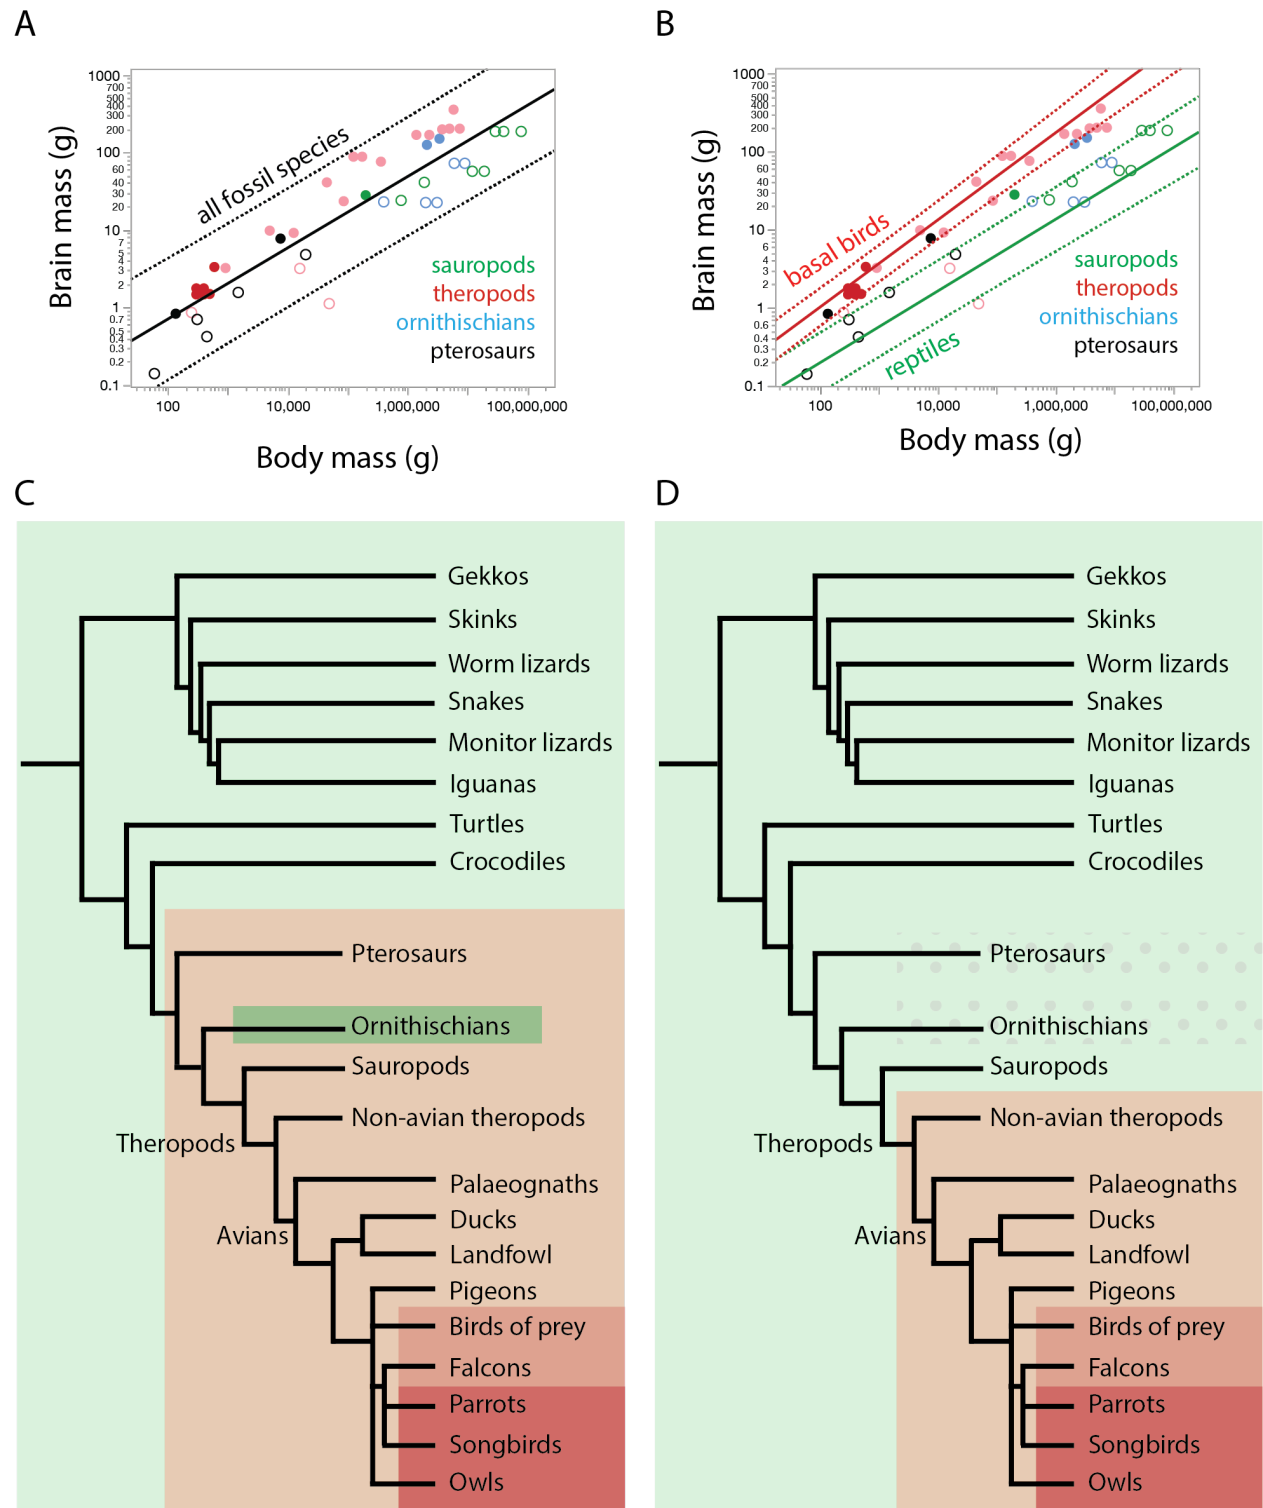 A
Brain mass (g)
1000
700
500
400
300
200
100
60
40
30
20
10
7
5
4
3
2
1
0.7
0.5
0.4
0.3
0.2
0.1
all fossil species
sauropods
theropods
ornithischians
pterosaurs
100
10,000
1,000,000
100,000,000
Body mass (g)
B
Brain mass (g)
1000
700
500
400
300
200
100
60
40
30
20
10
6
4
3
2
1
0.6
0.4
0.3
0.2
0.1
basal birds
reptiles
sauropods
theropods
ornithischians
pterosaurs
100
10,000
1,000,000
100,000,000
Body mass (g)
C
Gekkos
Skinks
Worm lizards
Snakes
Monitor lizards
Iguanas
Turtles
Crocodiles
Pterosaurs
Ornithischians
Sauropods
Non-avian theropods
Theropods
Palaeognaths
Ducks
Avians
Landfowl
Pigeons
Birds of prey
Falcons
Parrots
Songbirds
Owls
D
Gekkos
Skinks
Worm lizards
Snakes
Monitor lizards
Iguanas
Turtles
Crocodiles
Pterosaurs
Ornithischians
Sauropods
Non-avian theropods
Theropods
Palaeognaths
Ducks
Avians
Landfowl
Pigeons
Birds of prey
Falcons
Parrots
Songbirds
Owls